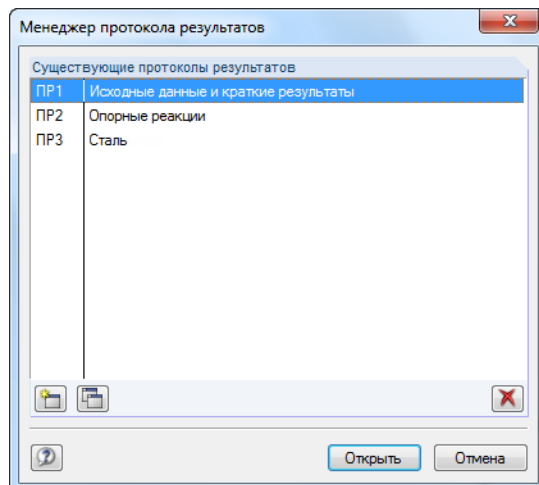 Менеджер протокола результатов
Существующие протоколы результатов
ПР1 Исходные данные и краткие результаты
ПР2 Опорные реакции
ПР3 Сталь
Открыть Отмена